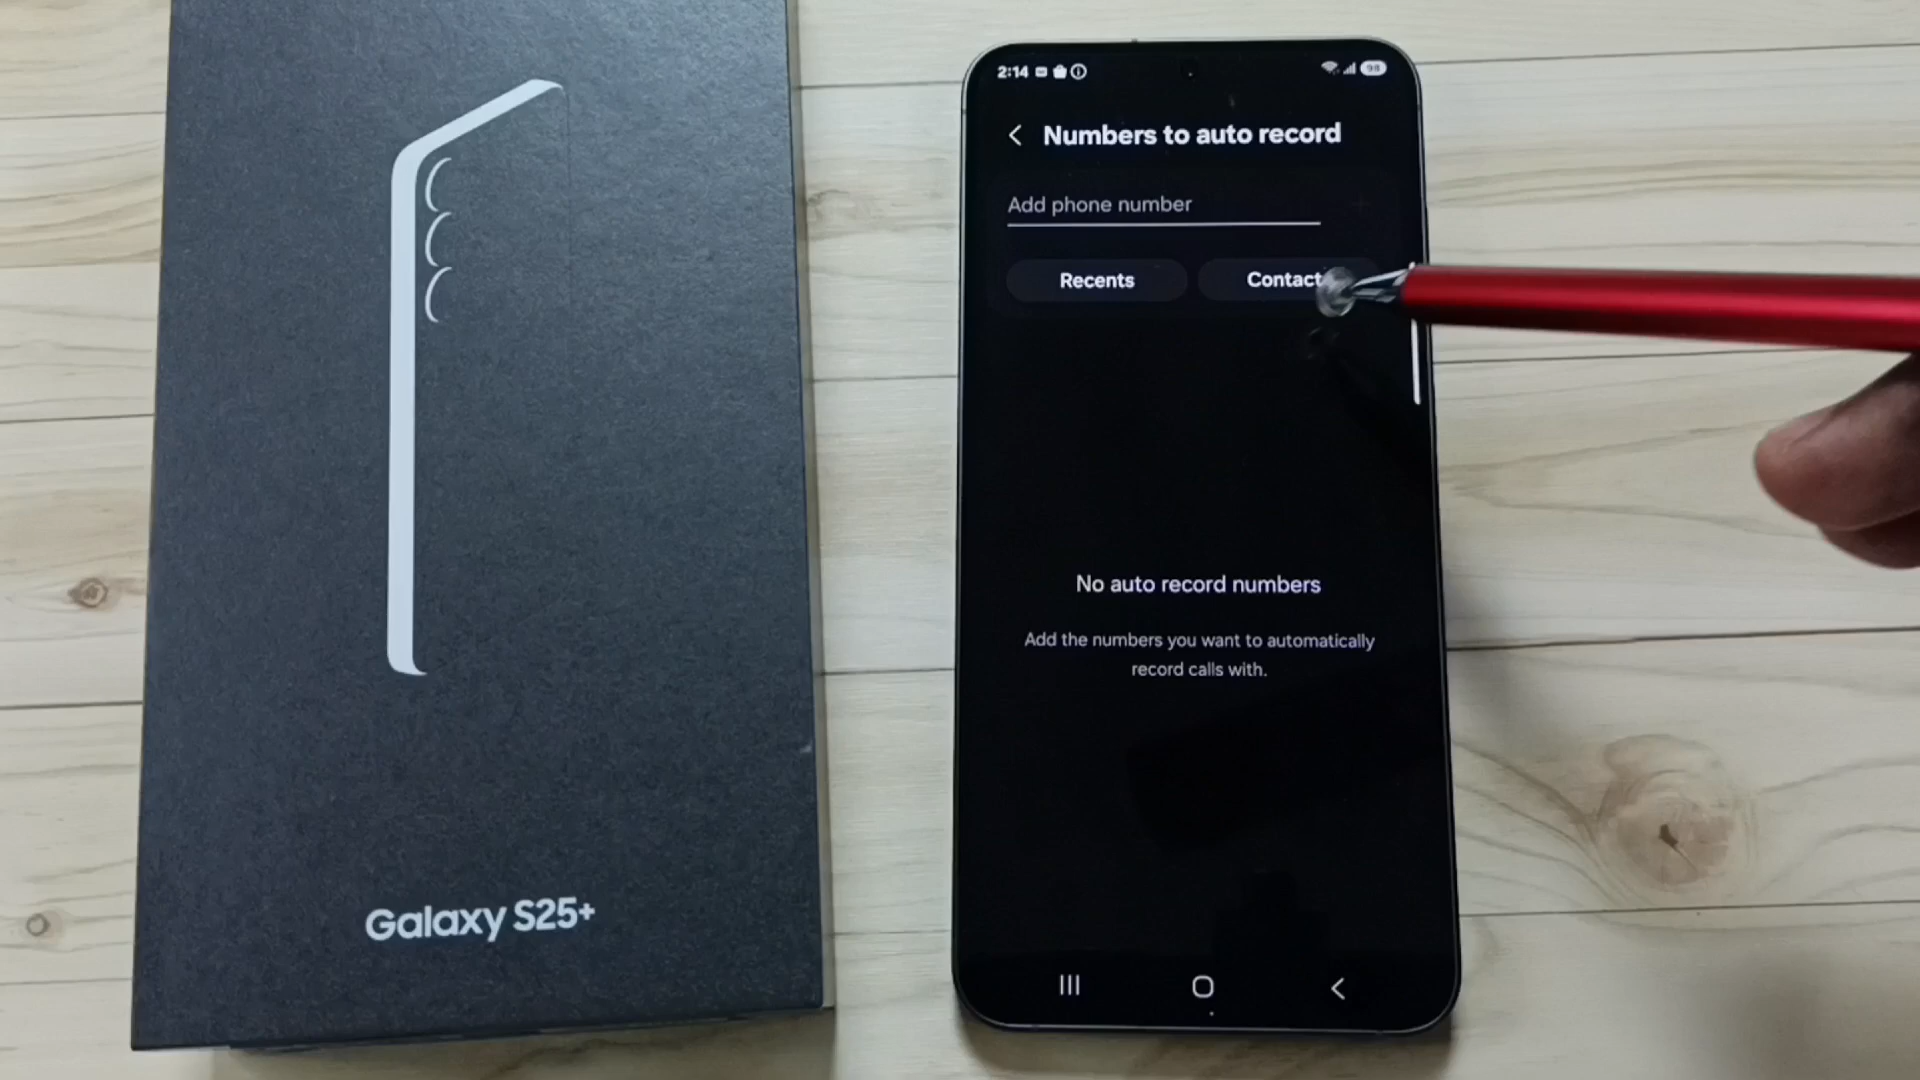 2:14
98
Numbers to auto record
Add phone number
Recents
Contact
No auto record numbers
Add the numbers you want to automatically
record calls with.
Galaxy S25+